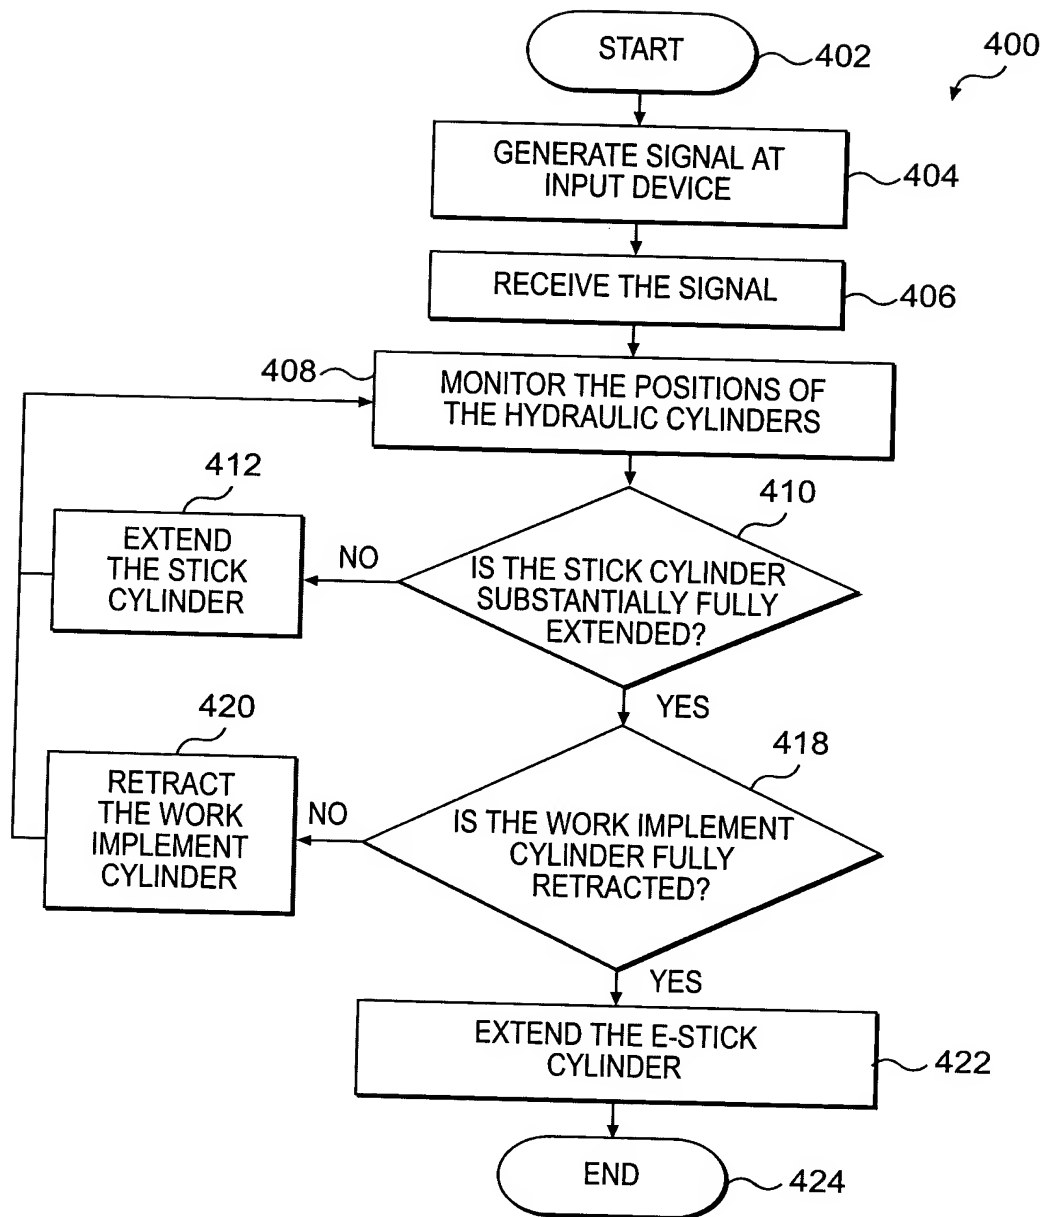 START
402
400
GENERATE SIGNAL AT
INPUT DEVICE
404
RECEIVE THE SIGNAL
406
408
MONITOR THE POSITIONS OF
THE HYDRAULIC CYLINDERS
412
410
EXTEND
THE STICK
CYLINDER
NO
IS THE STICK CYLINDER
SUBSTANTIALLY FULLY
EXTENDED?
YES
420
418
RETRACT
THE WORK
IMPLEMENT
CYLINDER
NO
IS THE WORK IMPLEMENT
CYLINDER FULLY
RETRACTED?
YES
EXTEND THE E-STICK
CYLINDER
422
END
424